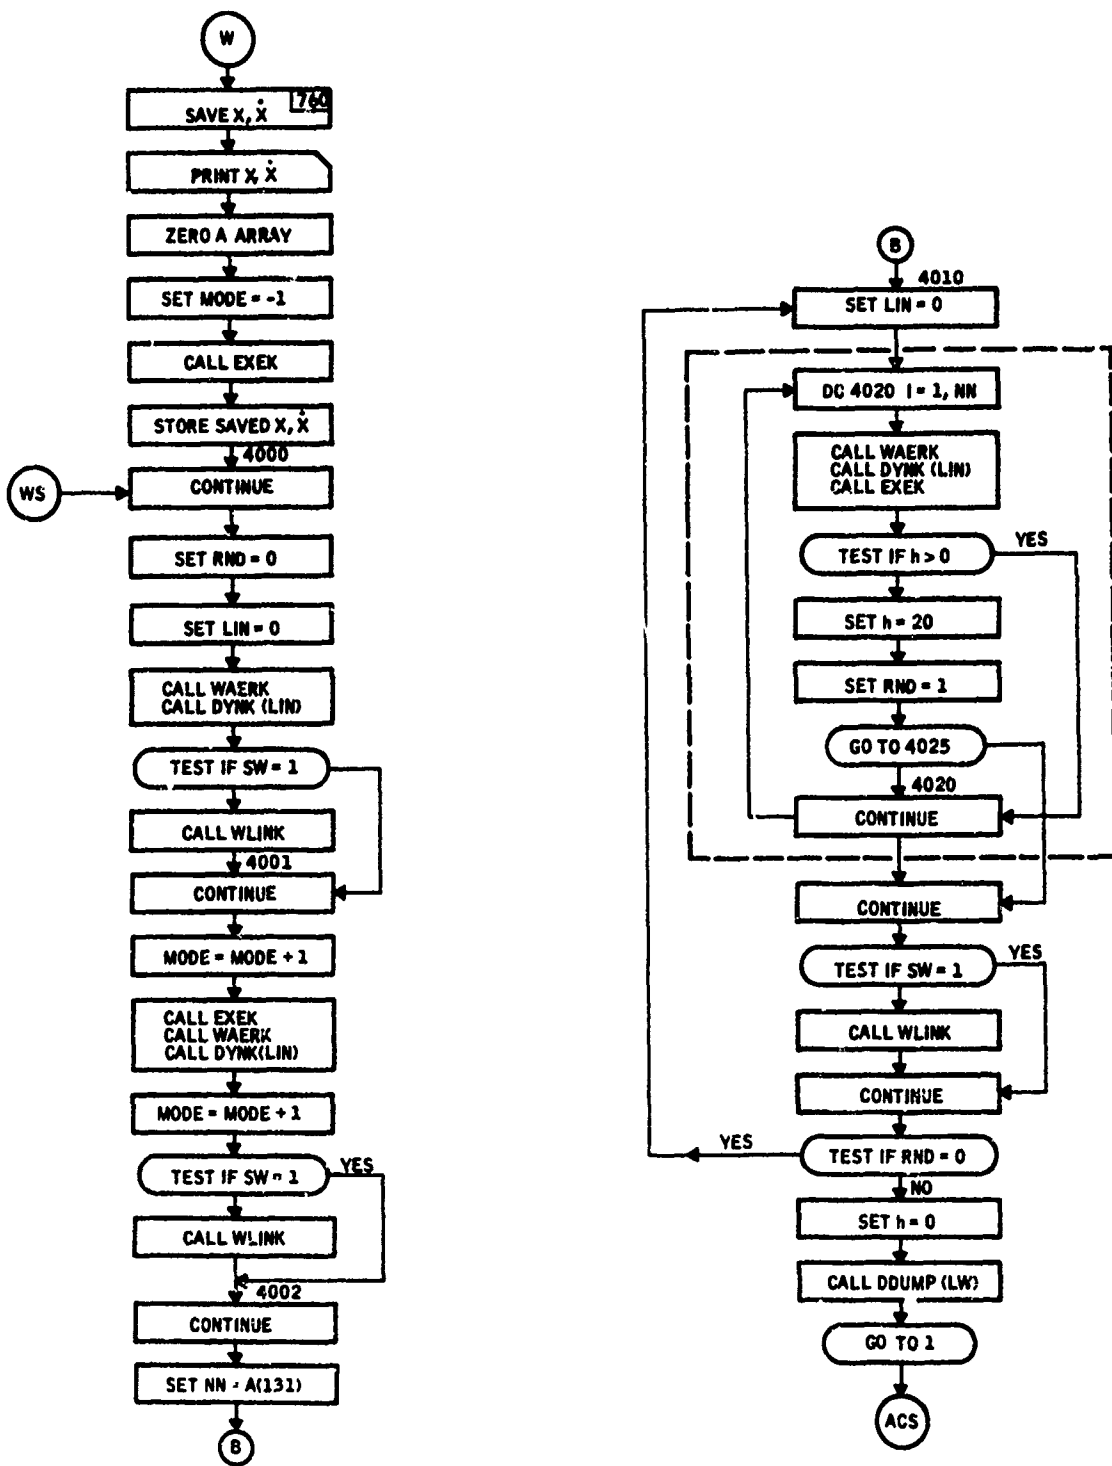 W
760
SAVE X, Ẋ
PRINT X, Ẋ
ZERO A ARRAY
SET MODE = -1
CALL EXEK
STORE SAVED X, Ẋ
4000
WS
CONTINUE
SET RND = 0
SET LIN = 0
CALL WAERK
CALL DYNK (LIN)
TEST IF SW = 1
CALL WLINK
4001
CONTINUE
MODE = MODE + 1
CALL EXEK
CALL WAERK
CALL DYNK(LIN)
MODE = MODE + 1
TEST IF SW = 1
YES
CALL WLINK
4002
CONTINUE
SET NN = A(131)
B
B
4010
SET LIN = 0
DO 4020 I = 1, NN
CALL WAERK
CALL DYNK (LIN)
CALL EXEK
TEST IF h > 0
YES
SET h = 20
SET RND = 1
GO TO 4025
4020
CONTINUE
CONTINUE
TEST IF SW = 1
YES
CALL WLINK
CONTINUE
YES
TEST IF RND = 0
NO
SET h = 0
CALL DDUMP (LW)
GO TO 1
ACS